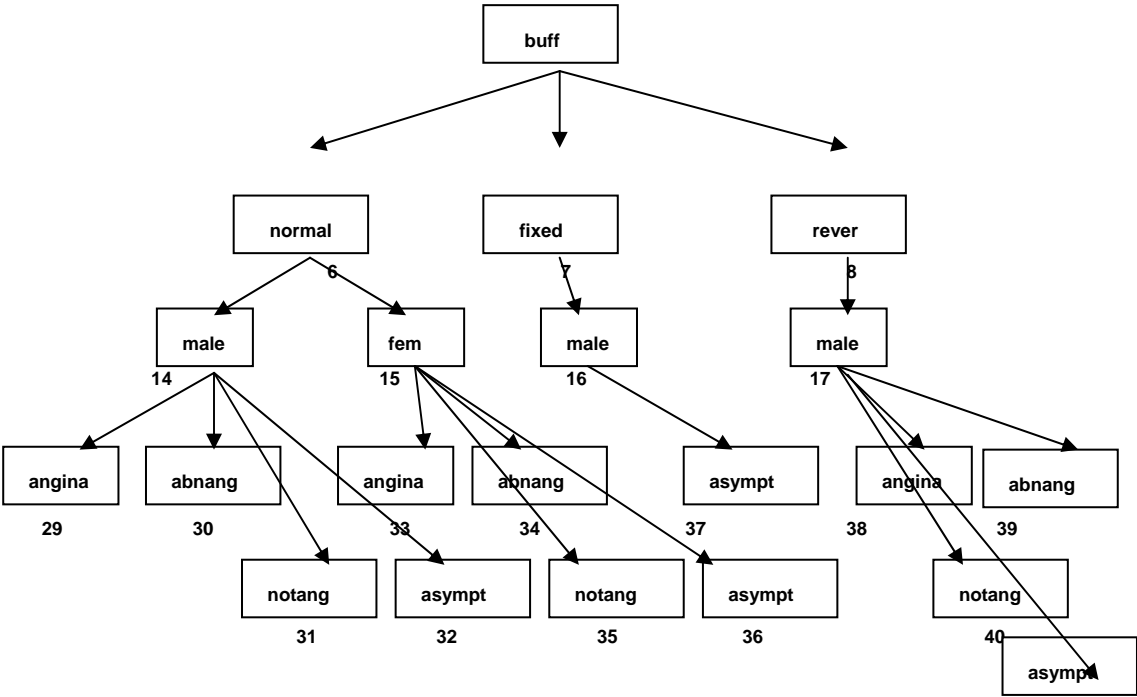 buff
normal
fixed
rever
6
7
8
male
fem
male
male
14
15
16
17
angina
abnang
angina
abnang
asympt
angina
abnang
29
30
33
34
37
38
39
notang
asympt
notang
asympt
notang
31
32
35
36
40
asympt